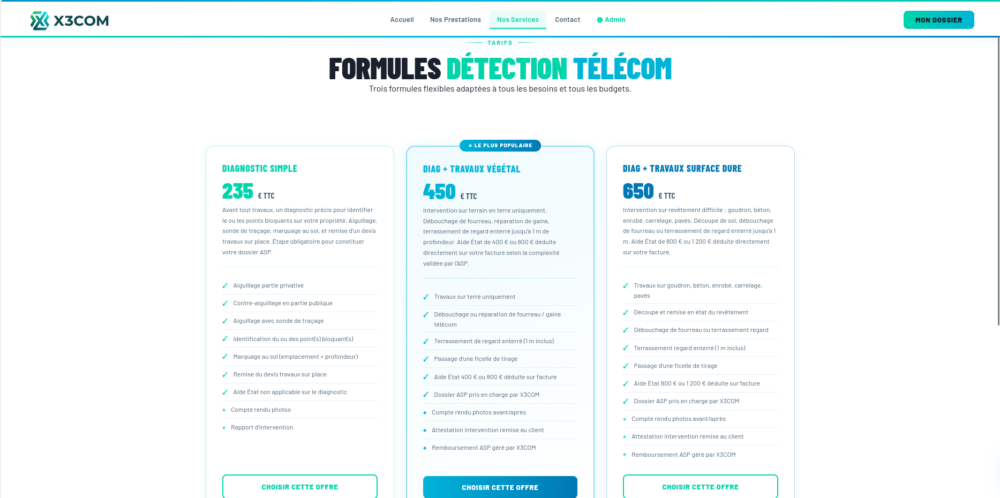 X3COM
Accueil
Nos Prestations
Nos Services
Contact
Admin
MON DOSSIER
TARIFS
FORMULES DÉTECTION TÉLÉCOM
Trois formules flexibles adaptées à tous les besoins et tous les budgets.
DIAGNOSTIC SIMPLE
235 € TTC
Avant tout travaux, un diagnostic précis pour identifier
le ou les points bloquants sur votre propriété. Aiguillage,
sonde de traçage, marquage au sol, et remise d'un devis
travaux sur place. Étape obligatoire pour constituer
votre dossier ASP.
✓ Aiguillage partie privative
✓ Contre-aiguillage en partie publique
✓ Aiguillage avec sonde de traçage
✓ Identification du ou des point(s) bloquant(s)
✓ Marquage au sol (emplacement + profondeur)
✓ Remise du devis travaux sur place
✓ Aide État non applicable sur le diagnostic
+ Compte rendu photos
+ Rapport d'intervention
CHOISIR CETTE OFFRE
★ LE PLUS POPULAIRE
DIAG + TRAVAUX VÉGÉTAL
450 € TTC
Intervention sur terrain en terre uniquement.
Débouchage de fourreau, réparation de gaine,
terrassement de regard enterré jusqu'à 1 m de
profondeur. Aide État de 400 € ou 800 € déduite
directement sur votre facture selon la complexité
validée par l'ASP.
✓ Travaux sur terre uniquement
✓ Débouchage ou réparation de fourreau / gaine
télécom
✓ Terrassement de regard enterré (1 m inclus)
✓ Passage d'une ficelle de tirage
✓ Aide État 400 € ou 800 € déduite sur facture
✓ Dossier ASP pris en charge par X3COM
+ Compte rendu photos avant/après
+ Attestation intervention remise au client
+ Remboursement ASP géré par X3COM
CHOISIR CETTE OFFRE
DIAG + TRAVAUX SURFACE DURE
650 € TTC
Intervention sur revêtement difficile : goudron, béton,
enrobé, carrelage, pavés. Découpe de sol, débouchage
de fourreau ou terrassement de regard enterré jusqu'à 1
m. Aide État de 800 € ou 1 200 € déduite directement
sur votre facture.
✓ Travaux sur goudron, béton, enrobé, carrelage,
pavés
✓ Découpe et remise en état du revêtement
✓ Débouchage de fourreau ou terrassement regard
✓ Terrassement regard enterré (1 m inclus)
✓ Passage d'une ficelle de tirage
✓ Aide État 800 € ou 1 200 € déduite sur facture
✓ Dossier ASP pris en charge par X3COM
+ Compte rendu photos avant/après
+ Attestation intervention remise au client
+ Remboursement ASP géré par X3COM
CHOISIR CETTE OFFRE